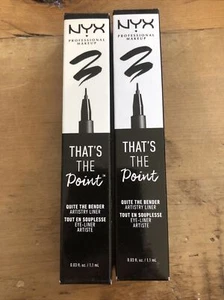 NYX
PROFESSIONAL MAKEUP
THAT'S
THE
Point™
QUITE THE BENDER
ARTISTRY LINER
TOUT EN SOUPLESSE
EYE-LINER
ARTISTE
0.03 fl.oz / 1.1 mL
NYX
PROFESSIONAL MAKEUP
THAT'S
THE
Point™
QUITE THE BENDER
ARTISTRY LINER
TOUT EN SOUPLESSE
EYE-LINER
ARTISTE
0.03 fl.oz / 1.1 mL